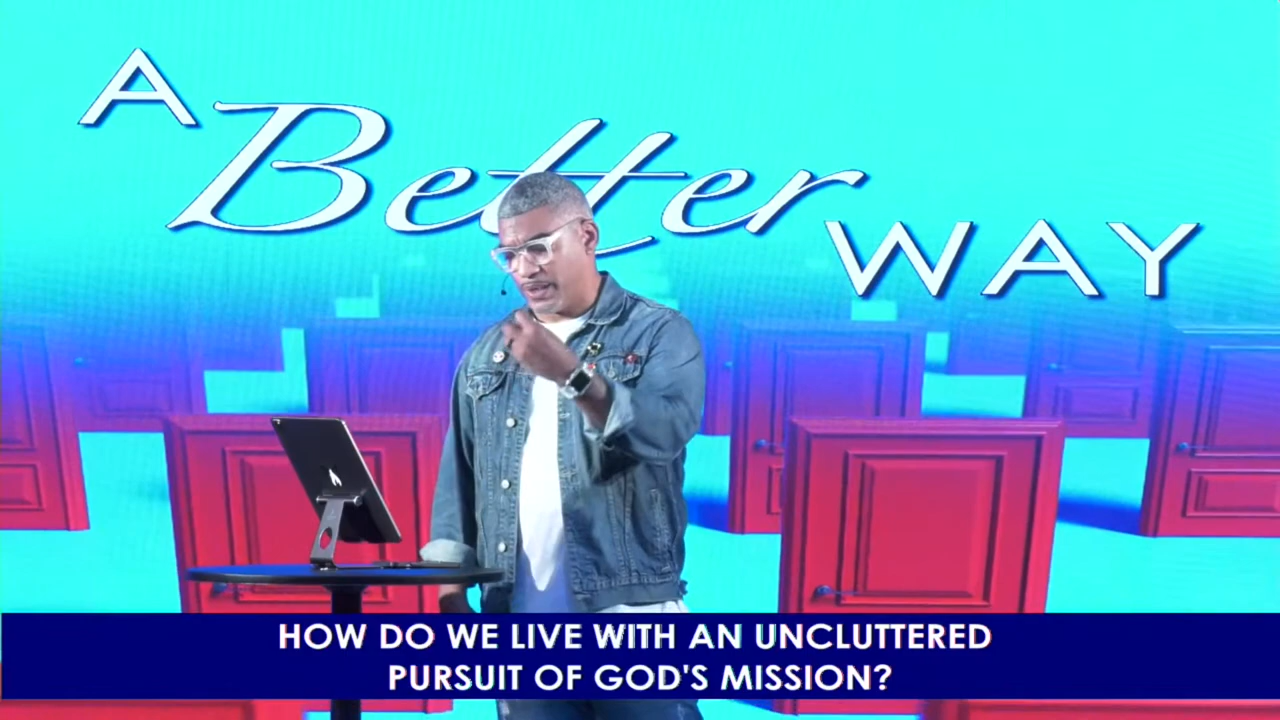 A Better WAY
HOW DO WE LIVE WITH AN UNCLUTTERED
PURSUIT OF GOD'S MISSION?